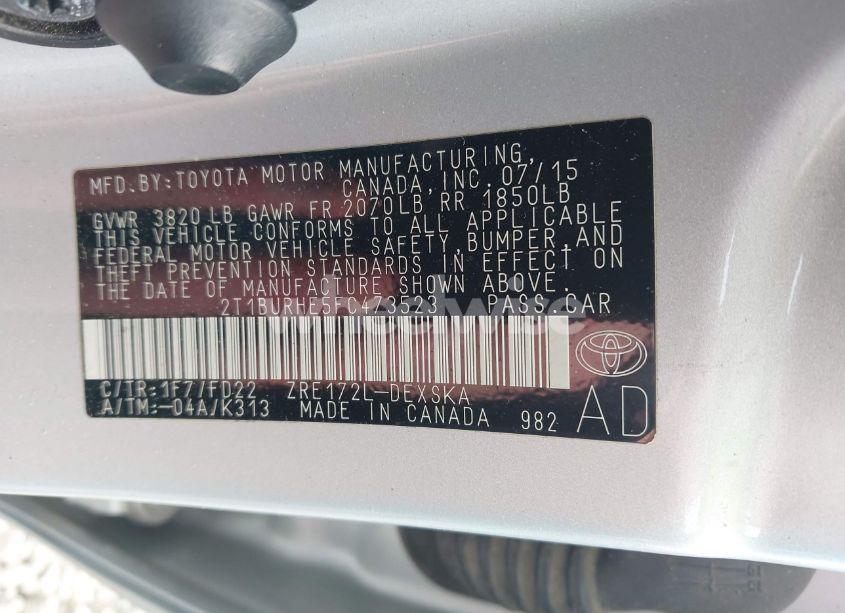 MFD.BY:TOYOTA MOTOR MANUFACTURING,
CANADA,INC. 07/15
GVWR 3820 LB GAWR FR 2070LB RR 1850LB
THIS VEHICLE CONFORMS TO ALL APPLICABLE
FEDERAL MOTOR VEHICLE SAFETY,BUMPER,AND
THEFT PREVENTION STANDARDS IN EFFECT ON
THE DATE OF MANUFACTURE SHOWN ABOVE.
2T1BURHE5FC473523 PASS.CAR
C/TR:1F7/FD22 ZRE172L-DEXSKA
A/TM:-04A/K313 MADE IN CANADA 982
AD